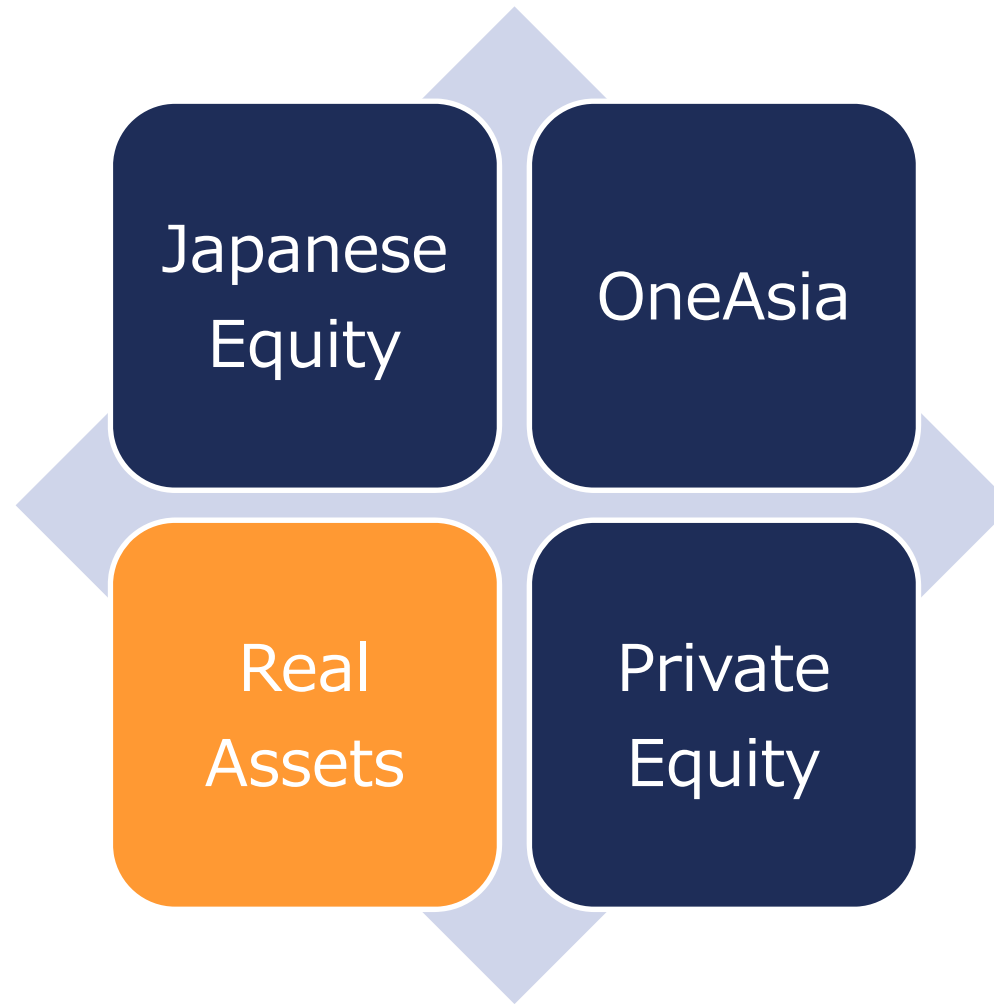 Japanese
Equity
OneAsia
Real
Assets
Private
Equity